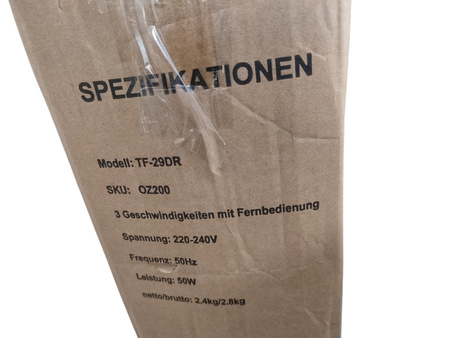 SPEZIFIKATIONEN
Modell: TF-29DR
SKU: OZ200
3 Geschwindigkeiten mit Fernbedienung
Spannung: 220-240V
Frequenz: 50Hz
Leistung: 50W
netto/brutto: 2.4kg/2.8kg